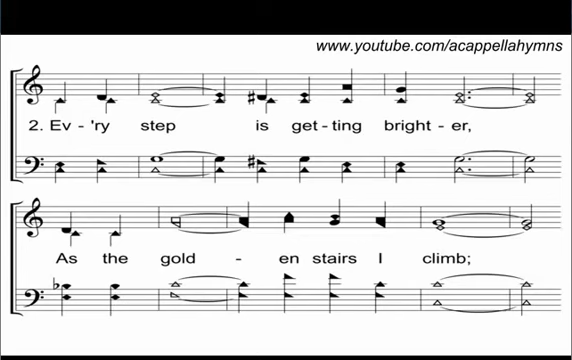 www.youtube.com/acappellahymns
2. Ev - 'ry step is get - ting bright - er,
As the gold - en stairs I climb;